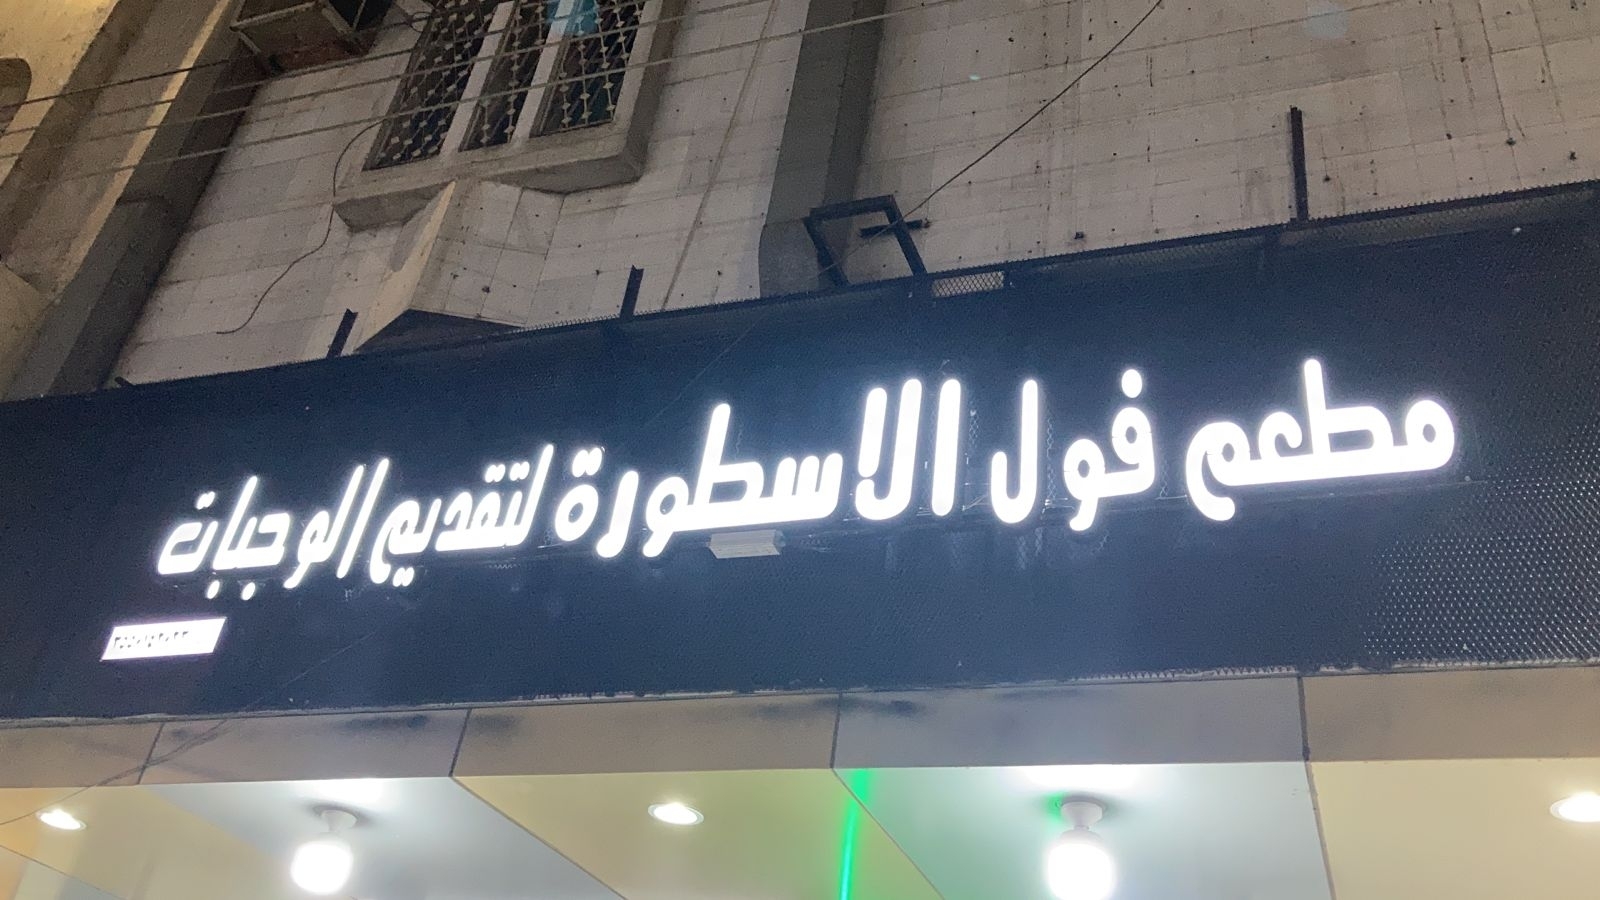 مطعم فول الاسطورة لتقديم الوجبات